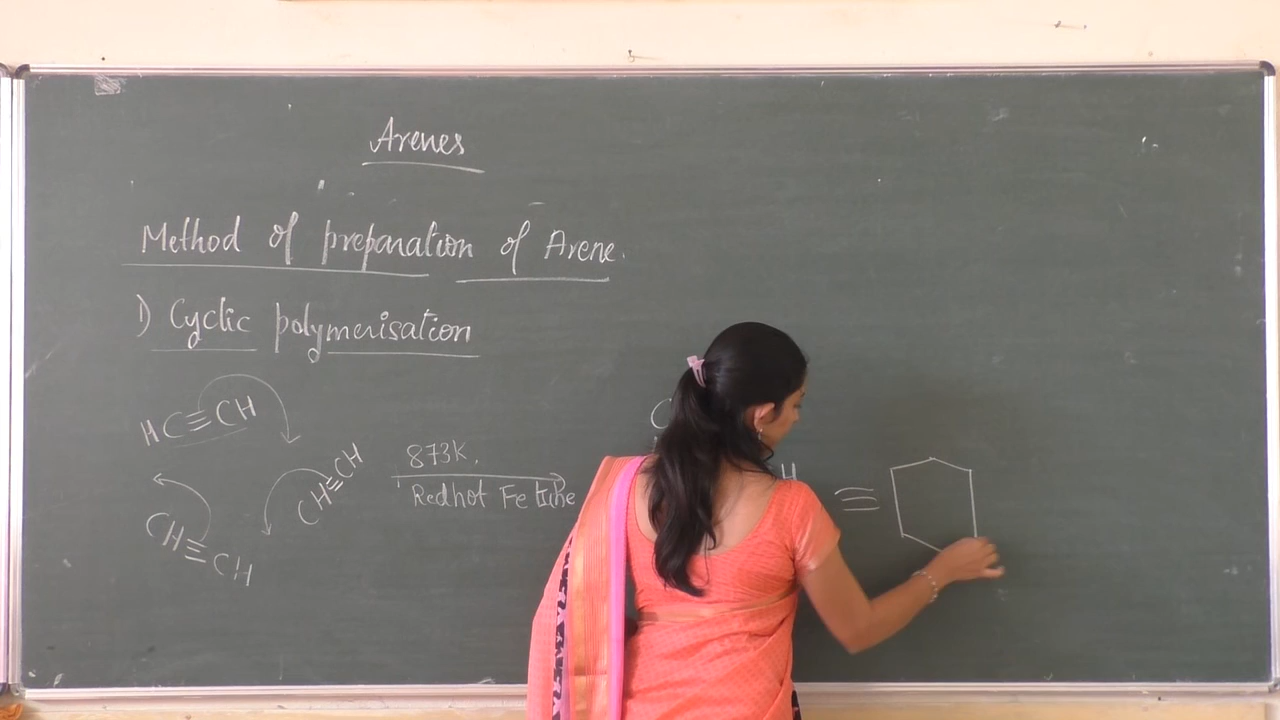 Arenes
Method of preparation of Arene.
1) Cyclic polymerisation
HC≡CH
CH≡CH
CH≡CH
873K,
Redhot Fe tube
C
H
≡